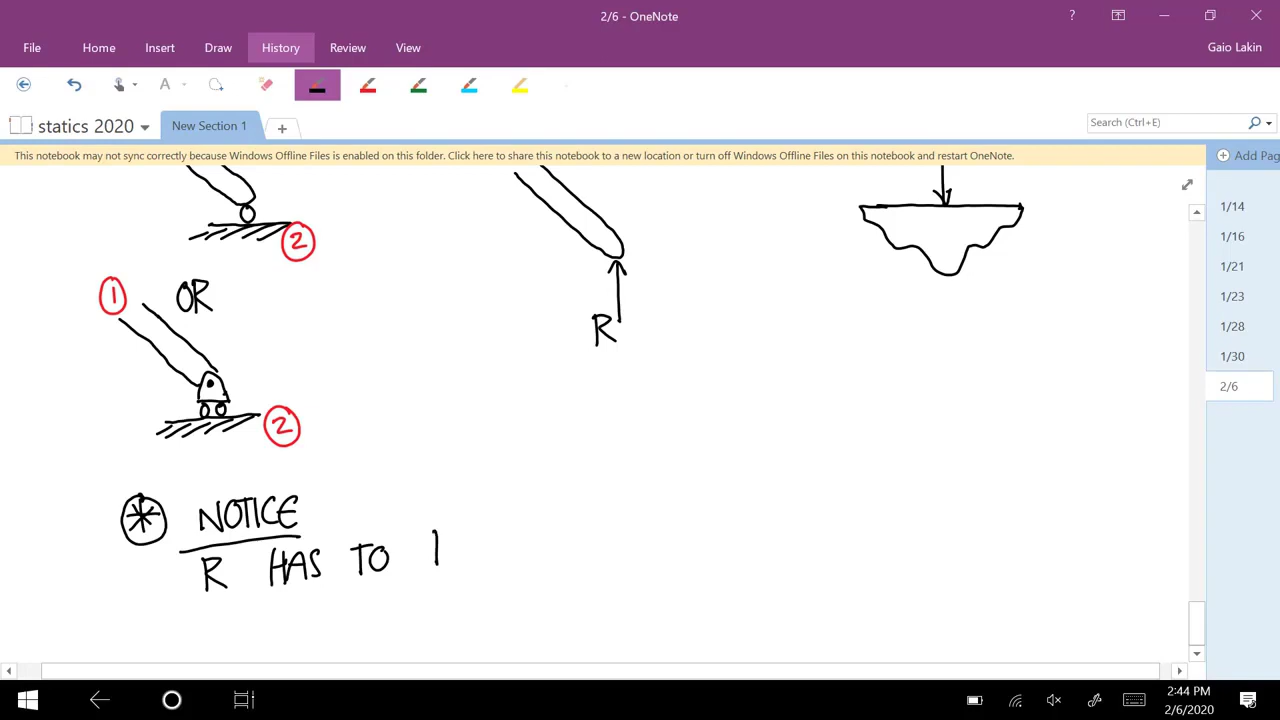 2/6 - OneNote
?
File Home Insert Draw History Review View
Gaio Lakin
A
statics 2020
New Section 1
+
Search (Ctrl+E)
This notebook may not sync correctly because Windows Offline Files is enabled on this folder. Click here to share this notebook to a new location or turn off Windows Offline Files on this notebook and restart OneNote.
Add Pag
1/14
1/16
1/21
1/23
1/28
1/30
2/6
2
1 OR
R
2
* NOTICE
R HAS TO
2:44 PM
2/6/2020